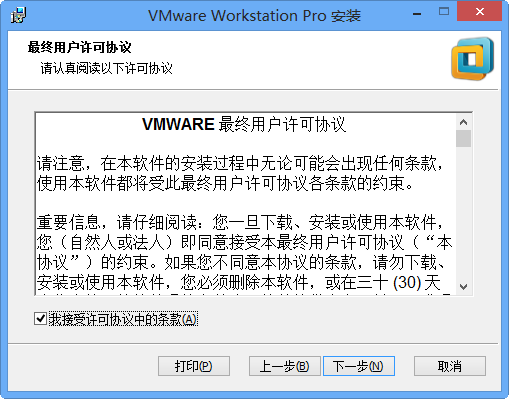 VMware Workstation Pro 安装
最终用户许可协议
请认真阅读以下许可协议
VMWARE 最终用户许可协议
请注意，在本软件的安装过程中无论可能会出现任何条款，
使用本软件都将受此最终用户许可协议各条款的约束。
重要信息，请仔细阅读：您一旦下载、安装或使用本软件，
您（自然人或法人）即同意接受本最终用户许可协议（“本
协议”）的约束。如果您不同意本协议的条款，请勿下载、
安装或使用本软件，您必须删除本软件，或在三十 (30) 天
我接受许可协议中的条款(A)
打印(P)
上一步(B)
下一步(N)
取消